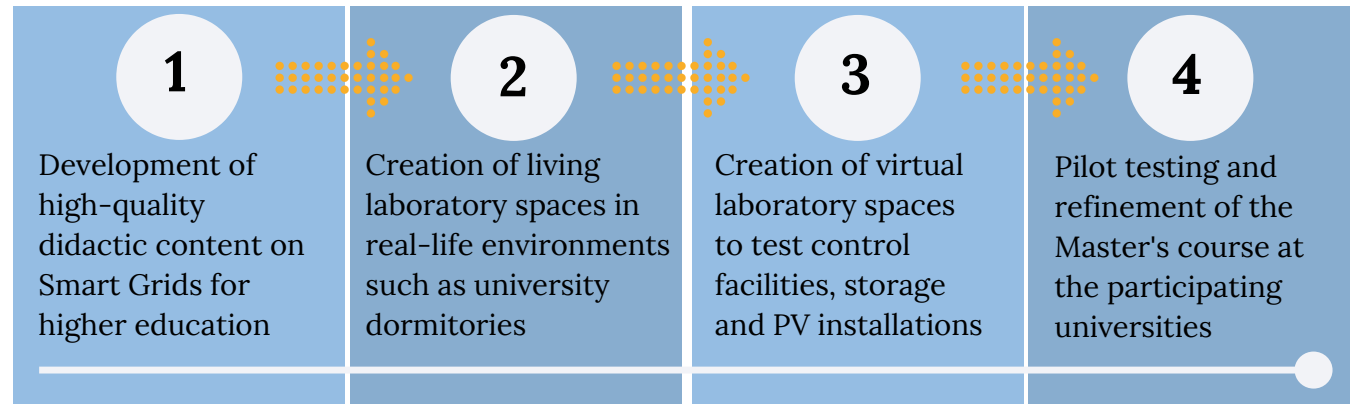 1
Development of
high-quality
didactic content on
Smart Grids for
higher education
2
Creation of living
laboratory spaces in
real-life environments
such as university
dormitories
3
Creation of virtual
laboratory spaces
to test control
facilities, storage
and PV installations
4
Pilot testing and
refinement of the
Master's course at
the participating
universities